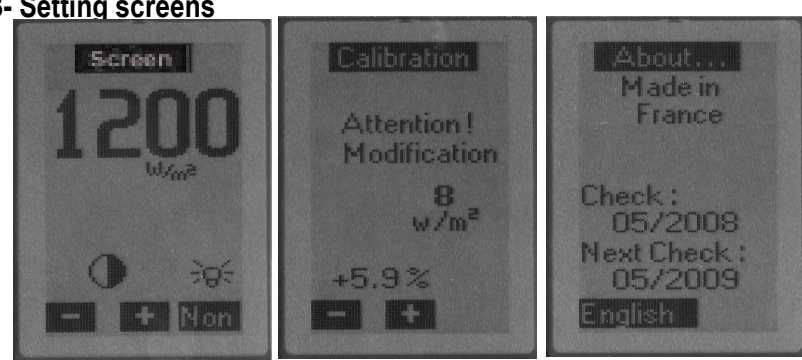 - Setting screens
Screen
1200
W/m²
- + Non
Calibration
Attention !
Modification
8
w/m²
+5.9 %
- +
About...
Made in
France
Check :
05/2008
Next Check :
05/2009
English